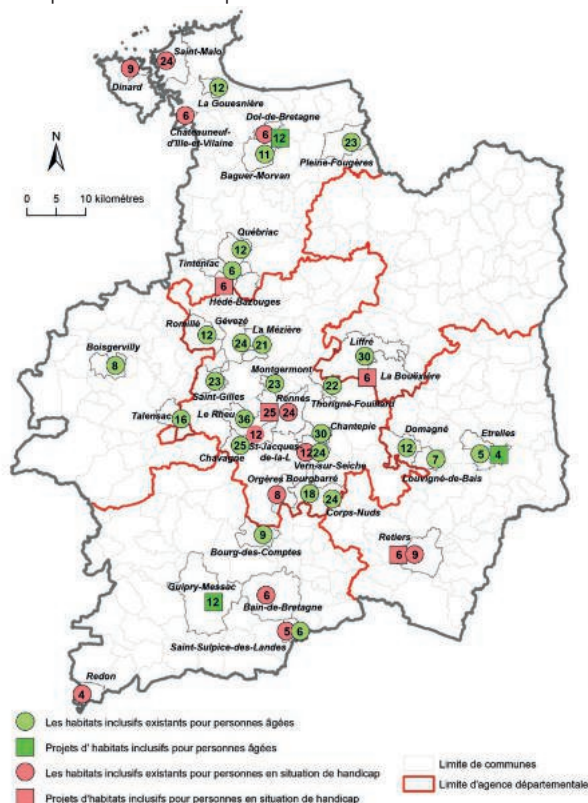 Saint-Malo
24
9
Dinard
12
La Gouesnière
6
Châteauneuf-
d'Ille-et-Vilaine
Dol-de-Bretagne
6
12
11
Baguer-Morvan
23
Pleine-Fougères
N
0 5 10 kilomètres
Québriac
12
Tinténiac
6
6
Hédé-Bazouges
Romillé
12
Gévezé
24
La Mézière
21
Boisgervilly
8
Liffré
30
6
La Bouëxière
Saint-Gilles
23
Montgermont
23
22
Thorigné-Fouillard
Talensac
16
Le Rheu
36
Rennes
25
24
12
St-Jacques-
de-la-L
25
Chavagne
30
Chantepie
12
24
Vern-sur-Seiche
Domagné
12
7
Louvigné-de-Bais
Etrelles
5
4
Orgères
8
Bourgbarré
18
24
Corps-Nuds
9
Bourg-des-Comptes
Retiers
6
9
Guipry-Messac
12
6
Bain-de-Bretagne
5
6
Saint-Sulpice-des-Landes
Redon
4
Les habitats inclusifs existants pour personnes âgées
Projets d' habitats inclusifs pour personnes âgées
Les habitats inclusifs existants pour personnes en situation de handicap
Projets d'habitats inclusifs pour personnes en situation de handicap
Limite de communes
Limite d'agence départementale